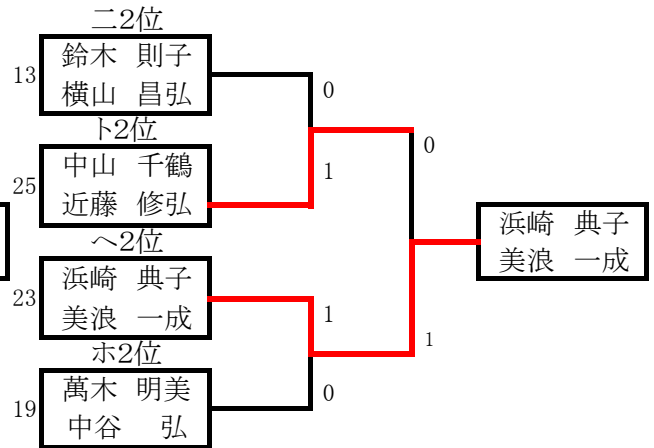 ニ2位
13
鈴木 則子
横山 昌弘
0
ト2位
25
中山 千鶴
近藤 修弘
1
0
ヘ2位
23
浜崎 典子
美浪 一成
1
1
ホ2位
19
萬木 明美
中谷 弘
0
浜崎 典子
美浪 一成